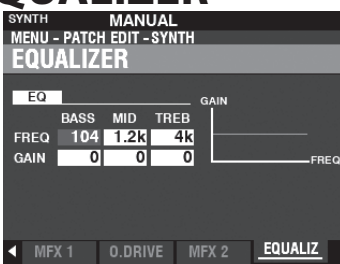 EQUALIZER
SYNTH MANUAL
MENU - PATCH EDIT - SYNTH
EQUALIZER
EQ
GAIN
BASS MID TREB
FREQ 104 1.2k 4k
GAIN 0 0 0
FREQ
MFX 1 O.DRIVE MFX 2 EQUALIZ